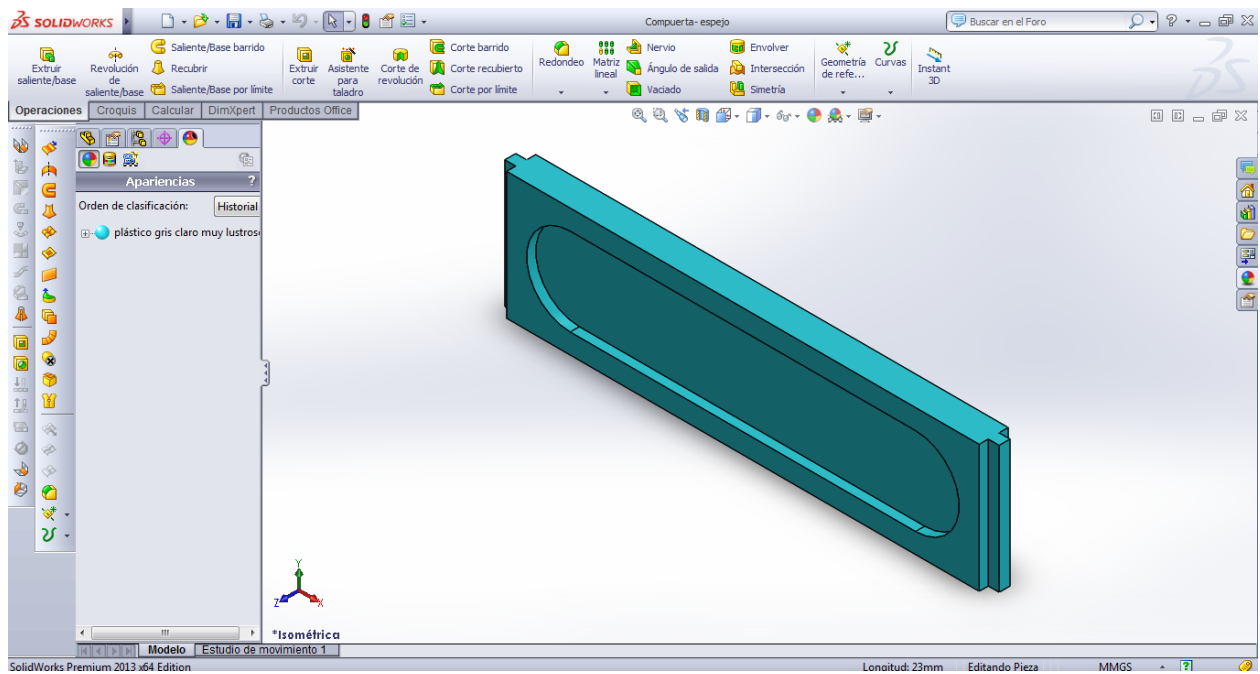 SOLIDWORKS
Compuerta- espejo
Buscar en el Foro
Extruir saliente/base
Revolución de saliente/base
Saliente/Base barrido
Recubrir
Saliente/Base por límite
Extruir corte
Asistente para taladro
Corte de revolución
Corte barrido
Corte recubierto
Corte por límite
Redondeo
Matriz lineal
Nervio
Ángulo de salida
Vaciado
Envolver
Intersección
Simetría
Geometría de refe...
Curvas
Instant 3D
Operaciones
Croquis
Calcular
DimXpert
Productos Office
Apariencias ?
Orden de clasificación:
Historial
plástico gris claro muy lustros
Y
Z
X
*Isométrica
Modelo
Estudio de movimiento 1
SolidWorks Premium 2013 x64 Edition
Longitud: 23mm
Editando Pieza
MMGS
?